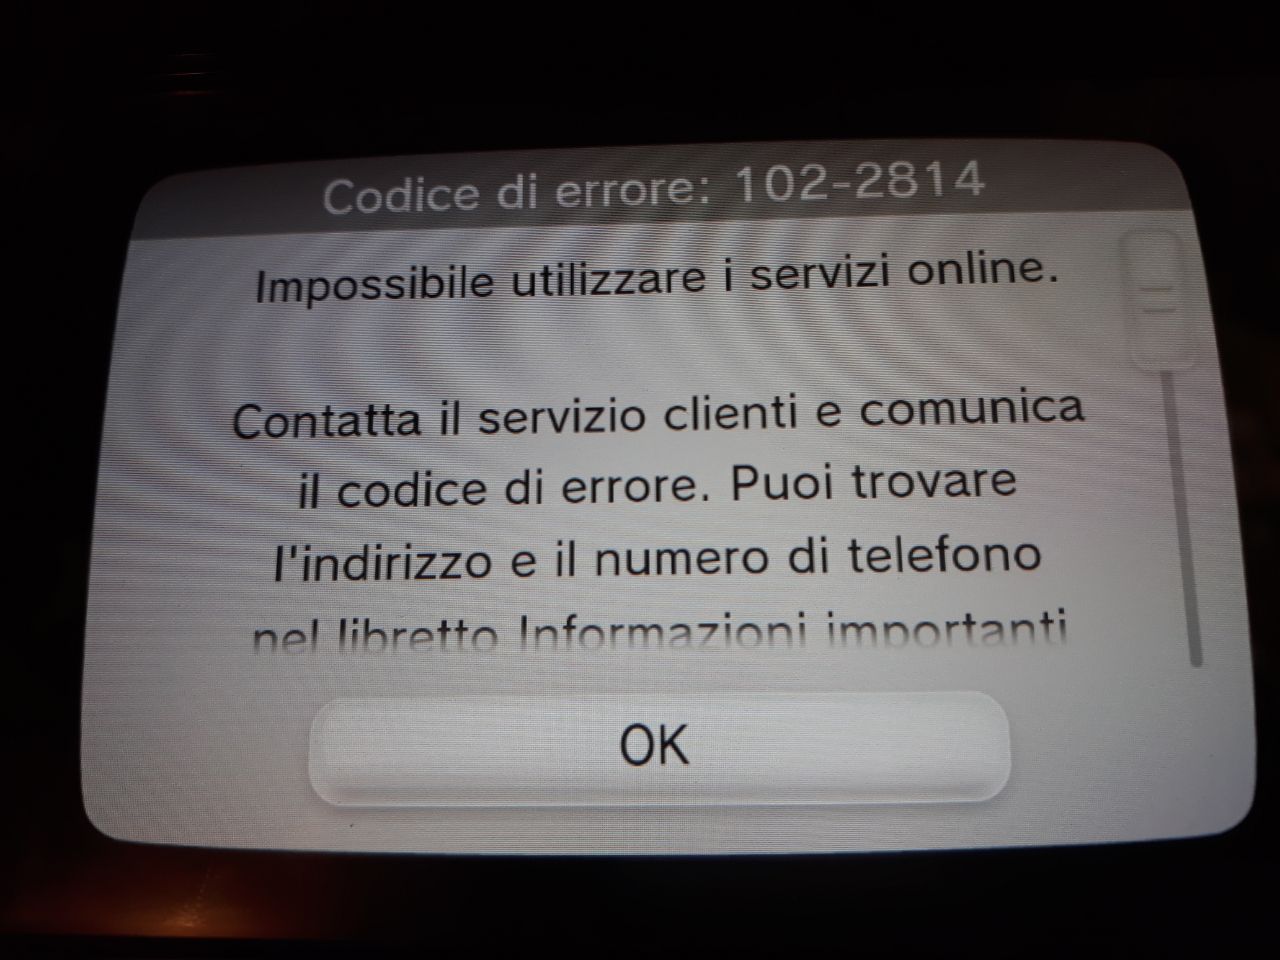 Codice di errore: 102-2814
Impossibile utilizzare i servizi online.
Contatta il servizio clienti e comunica
il codice di errore. Puoi trovare
l'indirizzo e il numero di telefono
nel libretto Informazioni importanti
OK